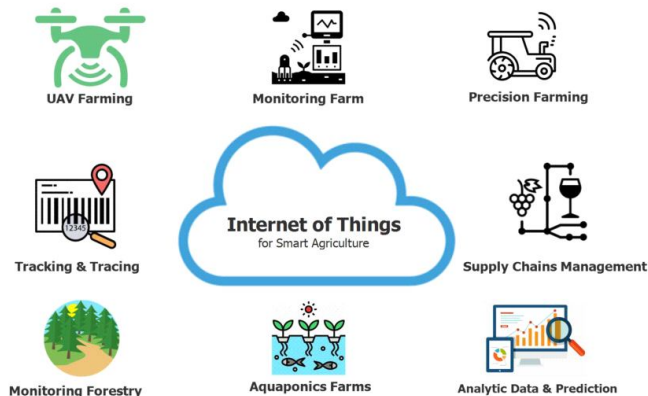 UAV Farming
Monitoring Farm
Precision Farming
Internet of Things
for Smart Agriculture
12345
Tracking & Tracing
Supply Chains Management
Monitoring Forestry
Aquaponics Farms
Analytic Data & Prediction